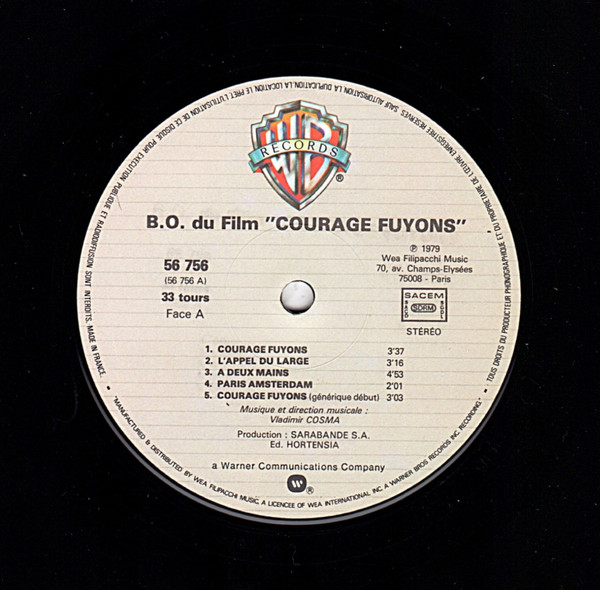 WB
RECORDS
®
B.O. du Film "COURAGE FUYONS"
56 756
(56 756 A)
33 tours
Face A
℗ 1979
Wea Filipacchi Music
70, av. Champs-Elysées
75008 - Paris
SACEM
SDRM
STÉRÉO
1. COURAGE FUYONS 3'37
2. L'APPEL DU LARGE 3'16
3. A DEUX MAINS 4'53
4. PARIS AMSTERDAM 2'01
5. COURAGE FUYONS (générique début) 3'03
Musique et direction musicale :
Vladimir COSMA
Production : SARABANDE S.A.
Ed. HORTENSIA
a Warner Communications Company
W®
• TOUS DROITS DU PRODUCTEUR PHONOGRAPHIQUE ET DU PROPRIETAIRE DE L'ŒUVRE ENREGISTREE RESERVES. SAUF AUTORISATION LA DUPLICATION, LA LOCATION, LE PRET, L'UTILISATION DE CE DISQUE POUR EXECUTION PUBLIQUE ET RADIODIFFUSION SONT INTERDITS. MADE IN FRANCE.
• "MANUFACTURED & DISTRIBUTED BY WEA FILIPACCHI MUSIC. A LICENCEE OF WEA INTERNATIONAL INC. A WARNER BROS RECORDS INC. RECORDING" •